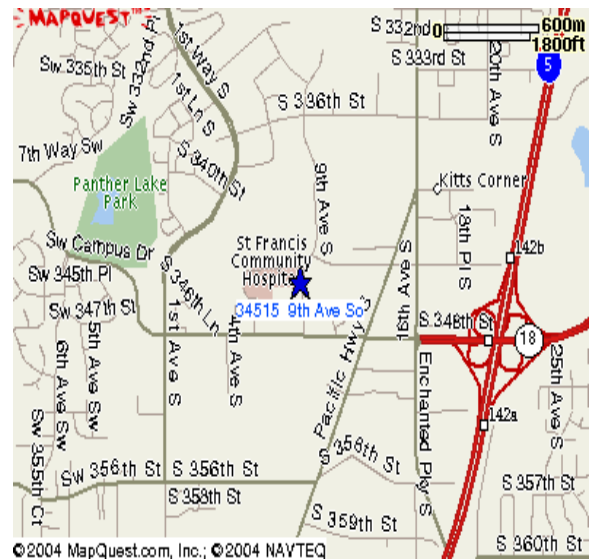 MAPQUEST™
0 600m
1800ft
S 332nd
S 333rd St
Sw 335th St
Sw 332nd Pl
1st Way S
1st Ln S
20th Ave S
5
S 336th St
7th Way Sw
S 340th St
9th Ave S
Panther Lake
Park
Kitts Corner
18th Pl S
Sw Campus Dr
St Francis
Community
Hospital
142b
Sw 345th Pl
S 346th Ln
34515 9th Ave So
16th Ave S
Sw 347th St
S 348th St
18
1st Ave S
4th Ave S
5th Ave Sw
6th Ave Sw
Pacific Hwy S
Enchanted Pky S
25th Ave S
142a
Sw 355th Ct
Sw 356th St
S 356th St
S 356th St
S 357th St
S 358th St
S 359th St
S 360th St
©2004 MapQuest.com, Inc.; ©2004 NAVTEQ